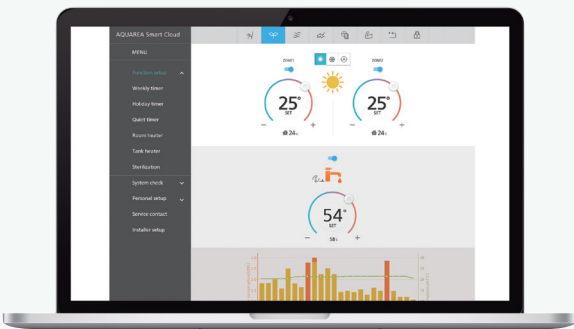 AQUAREA Smart Cloud
MENU
Function setup
Weekly timer
Holiday timer
Quiet timer
Room heater
Tank heater
Sterilization
System check
Personal setup
Service contact
Installer setup
ZONE1
ZONE2
25°
SET
- +
24
25°
SET
- +
24
54°
SET
- +
58